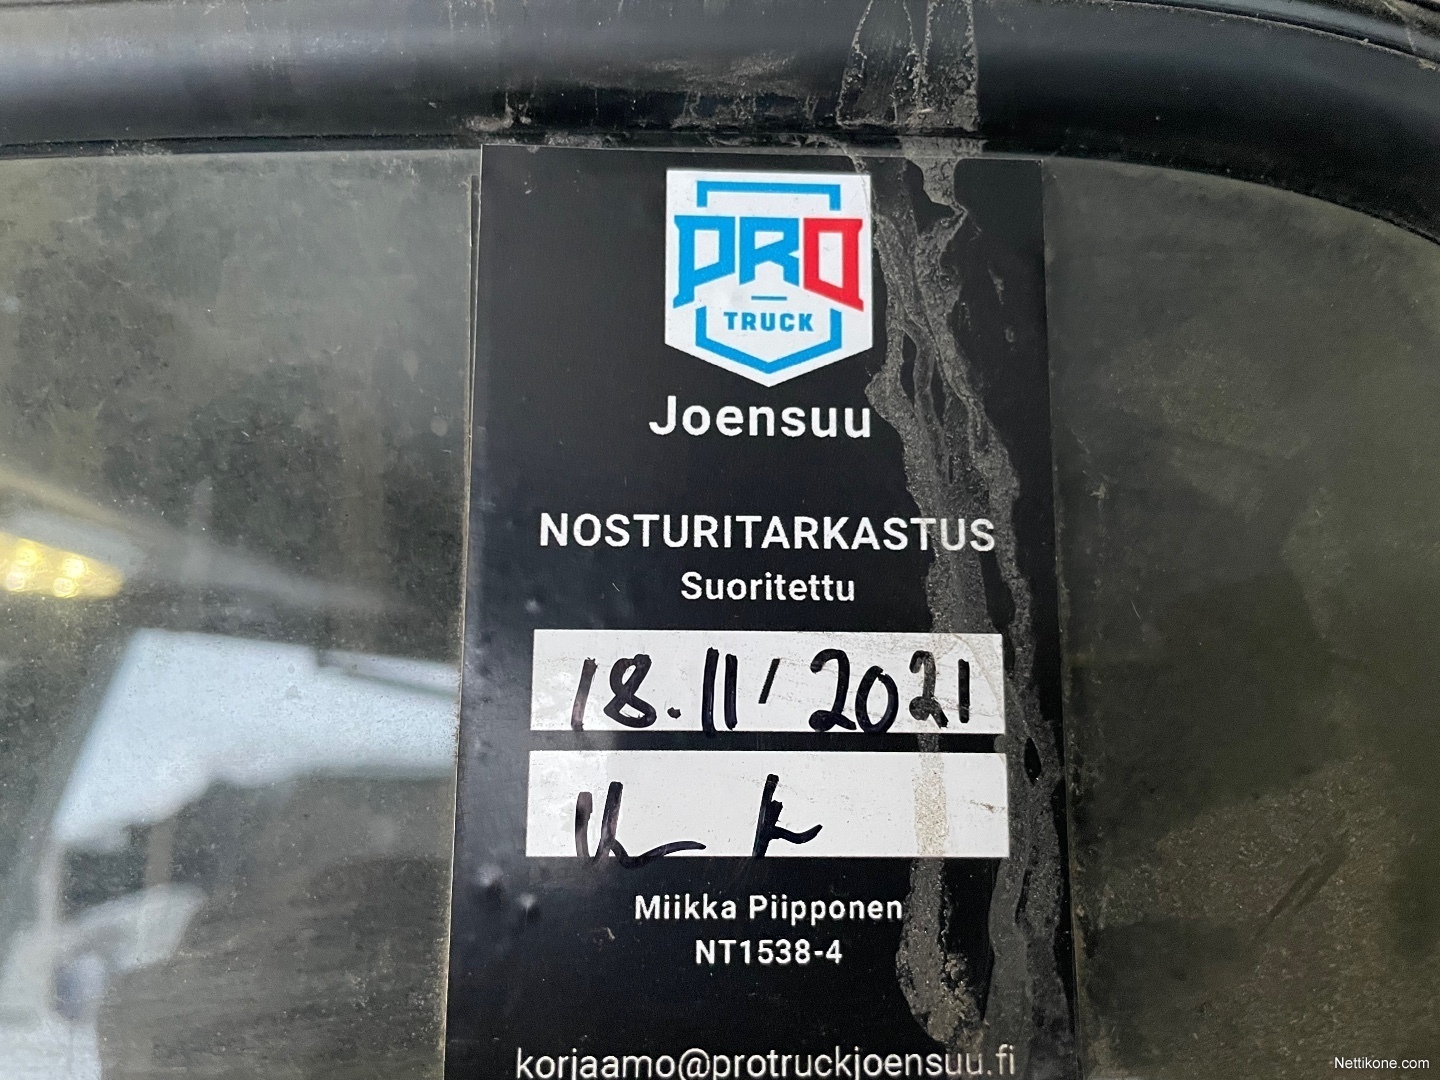 PRO
TRUCK
Joensuu
NOSTURITARKASTUS
Suoritettu
18.11/2021
Miikka Piipponen
NT1538-4
korjaamo@protruckjoensuu.fi
Nettikone.com